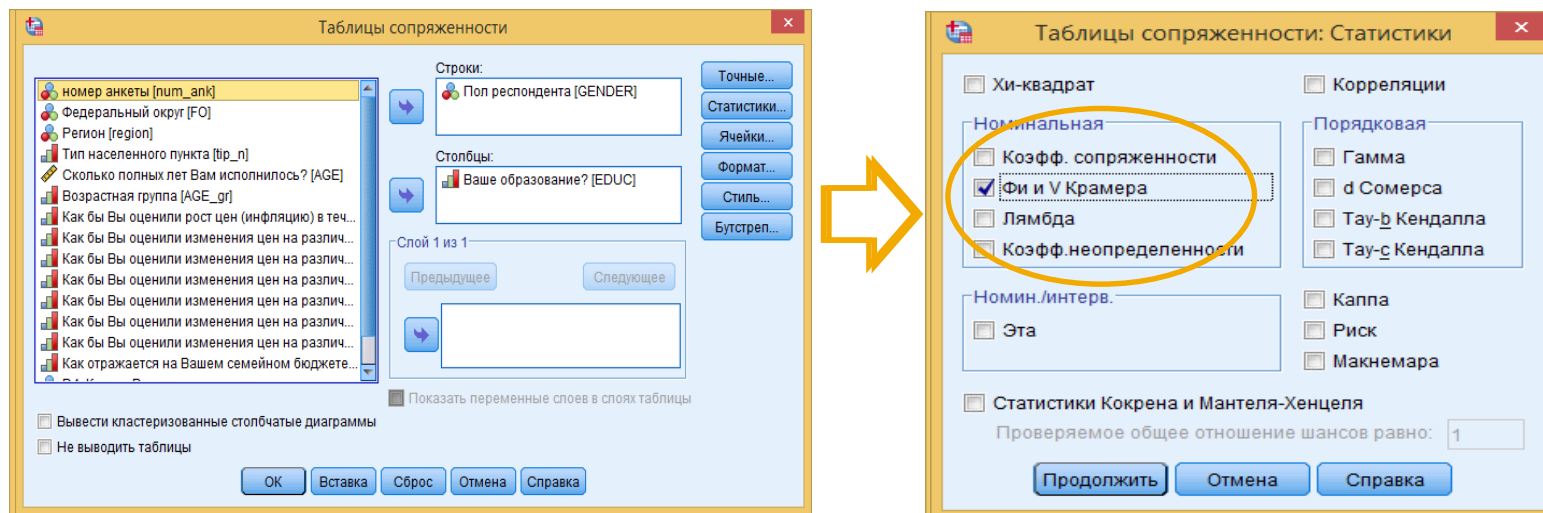 Таблицы сопряженности
номер анкеты [num_ank]
Федеральный округ [FO]
Регион [region]
Тип населенного пункта [tip_n]
Сколько полных лет Вам исполнилось? [AGE]
Возрастная группа [AGE_gr]
Как бы Вы оценили рост цен (инфляцию) в теч...
Как бы Вы оценили изменения цен на различ...
Как бы Вы оценили изменения цен на различ...
Как бы Вы оценили изменения цен на различ...
Как бы Вы оценили изменения цен на различ...
Как бы Вы оценили изменения цен на различ...
Как бы Вы оценили изменения цен на различ...
Как отражается на Вашем семейном бюджете...
Строки:
Пол респондента [GENDER]
Столбцы:
Ваше образование? [EDUC]
Слой 1 из 1
Предыдущее
Следующее
Показать переменные слоев в слоях таблицы
Точные...
Статистики...
Ячейки...
Формат...
Стиль...
Бутстреп...
Вывести кластеризованные столбчатые диаграммы
Не выводить таблицы
ОК
Вставка
Сброс
Отмена
Справка
Таблицы сопряженности: Статистики
Хи-квадрат
Корреляции
Номинальная
Коэфф. сопряженности
Фи и V Крамера
Лямбда
Коэфф.неопределенности
Порядковая
Гамма
d Сомерса
Тау-b Кендалла
Тау-c Кендалла
Номин./интерв.
Эта
Каппа
Риск
Макнемара
Статистики Кокрена и Мантеля-Хенцеля
Проверяемое общее отношение шансов равно: 1
Продолжить
Отмена
Справка